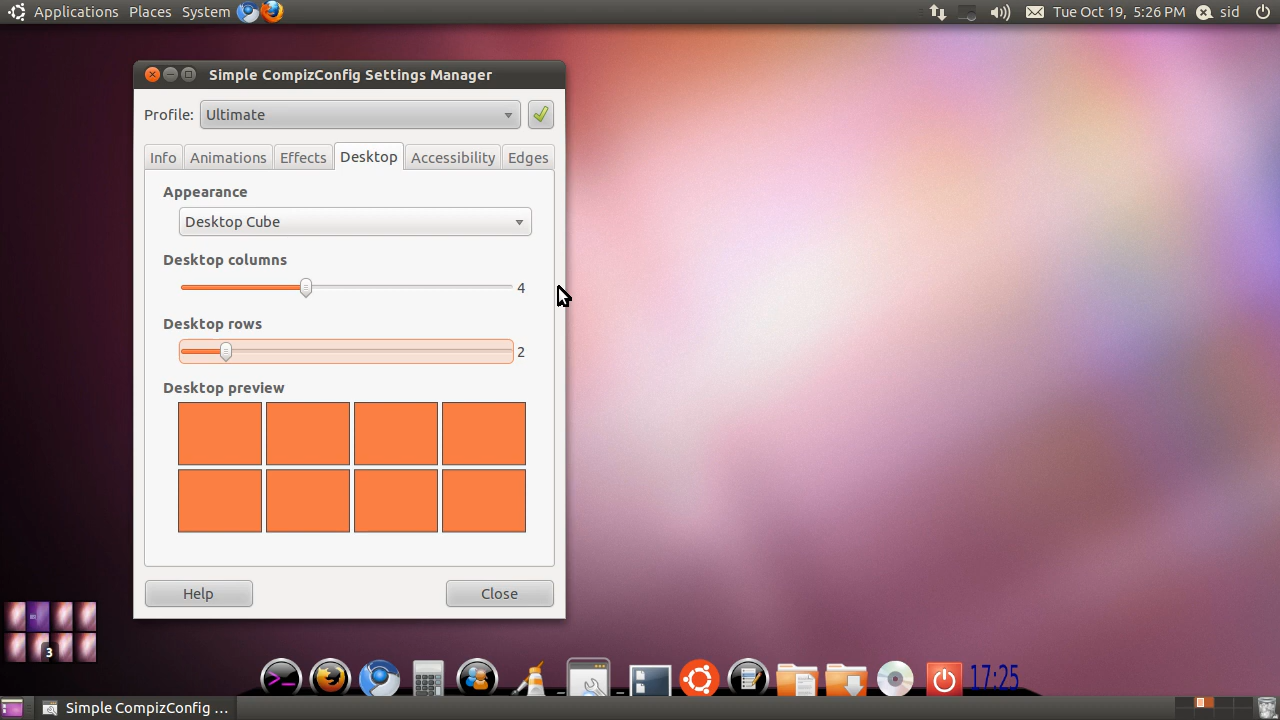 Applications Places System Tue Oct 19, 5:26 PM sid
Simple CompizConfig Settings Manager
Profile: Ultimate
Info Animations Effects Desktop Accessibility Edges
Appearance
Desktop Cube
Desktop columns
4
Desktop rows
2
Desktop preview
Help Close
3
>_
17:25
Simple CompizConfig ...